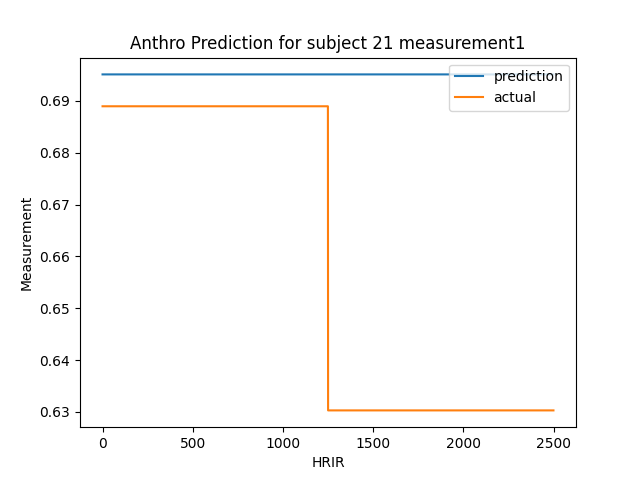 Anthro Prediction for subject 21 measurement1
prediction
actual
0.69
0.68
0.67
0.66
0.65
0.64
0.63
Measurement
0 500 1000 1500 2000 2500
HRIR